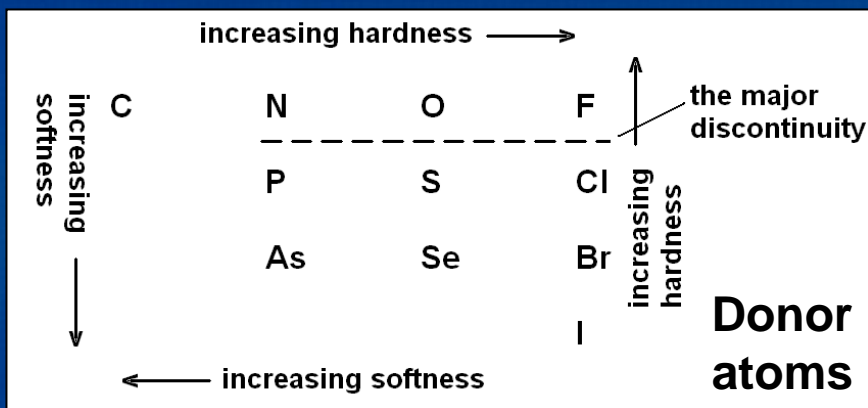 increasing hardness
increasing
softness
C N O F
the major
discontinuity
P S Cl
As Se Br
increasing
hardness
I
Donor
atoms
increasing softness